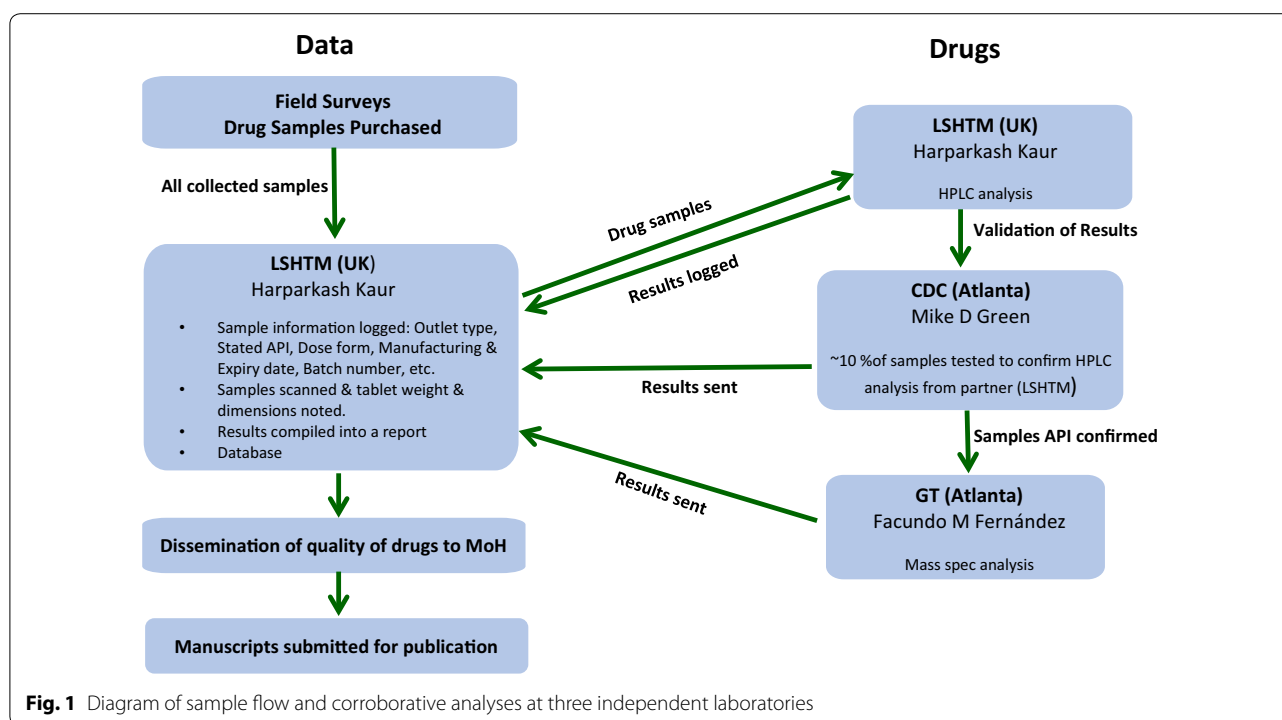 Data
Field Surveys
Drug Samples Purchased
All collected samples
LSHTM (UK)
Harparkash Kaur
• Sample information logged: Outlet type,
Stated API, Dose form, Manufacturing &
Expiry date, Batch number, etc.
• Samples scanned & tablet weight &
dimensions noted.
• Results compiled into a report
• Database
Dissemination of quality of drugs to MoH
Manuscripts submitted for publication
Drug samples
Results logged
Results sent
Results sent
Drugs
LSHTM (UK)
Harparkash Kaur
HPLC analysis
Validation of Results
CDC (Atlanta)
Mike D Green
~10 %of samples tested to confirm HPLC
analysis from partner (LSHTM)
Samples API confirmed
GT (Atlanta)
Facundo M Fernández
Mass spec analysis
Fig. 1 Diagram of sample flow and corroborative analyses at three independent laboratories